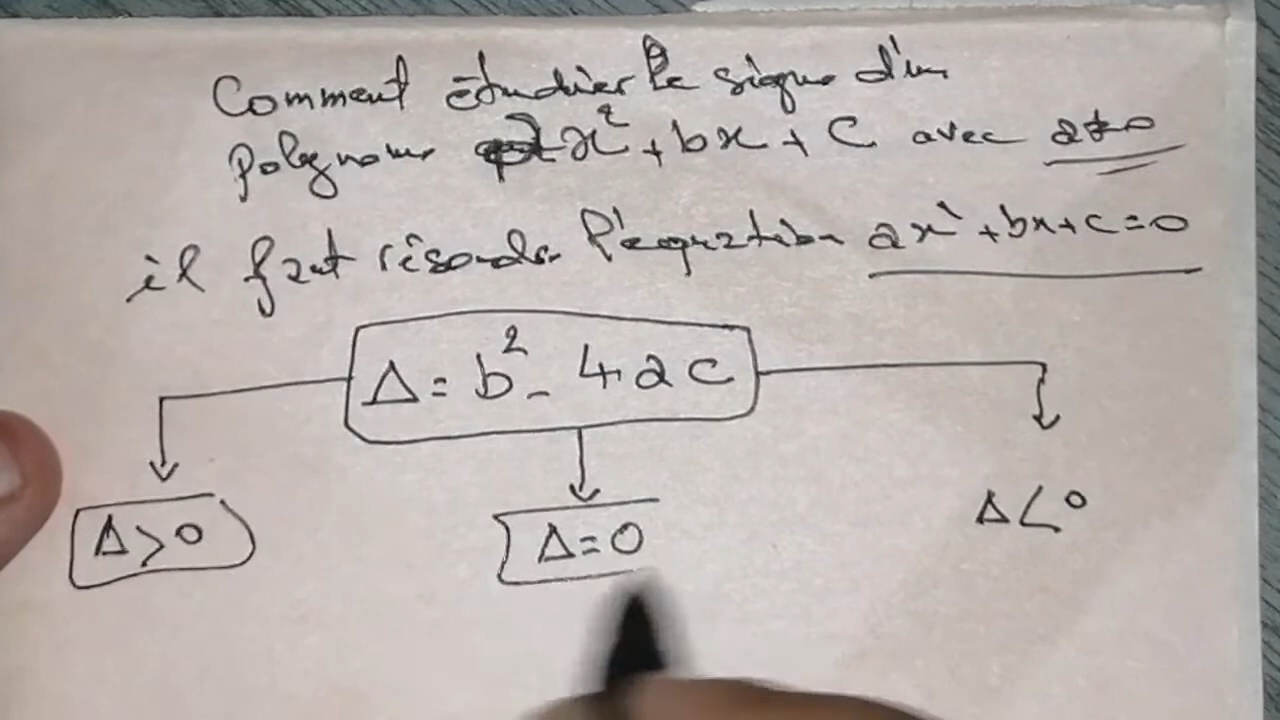 Comment étudier le signe d'un
polynome ax² + bx + c avec a≠0
il faut résoudre l'équation ax²+bx+c=0
Δ = b² - 4ac
Δ>0
Δ=0
Δ<0